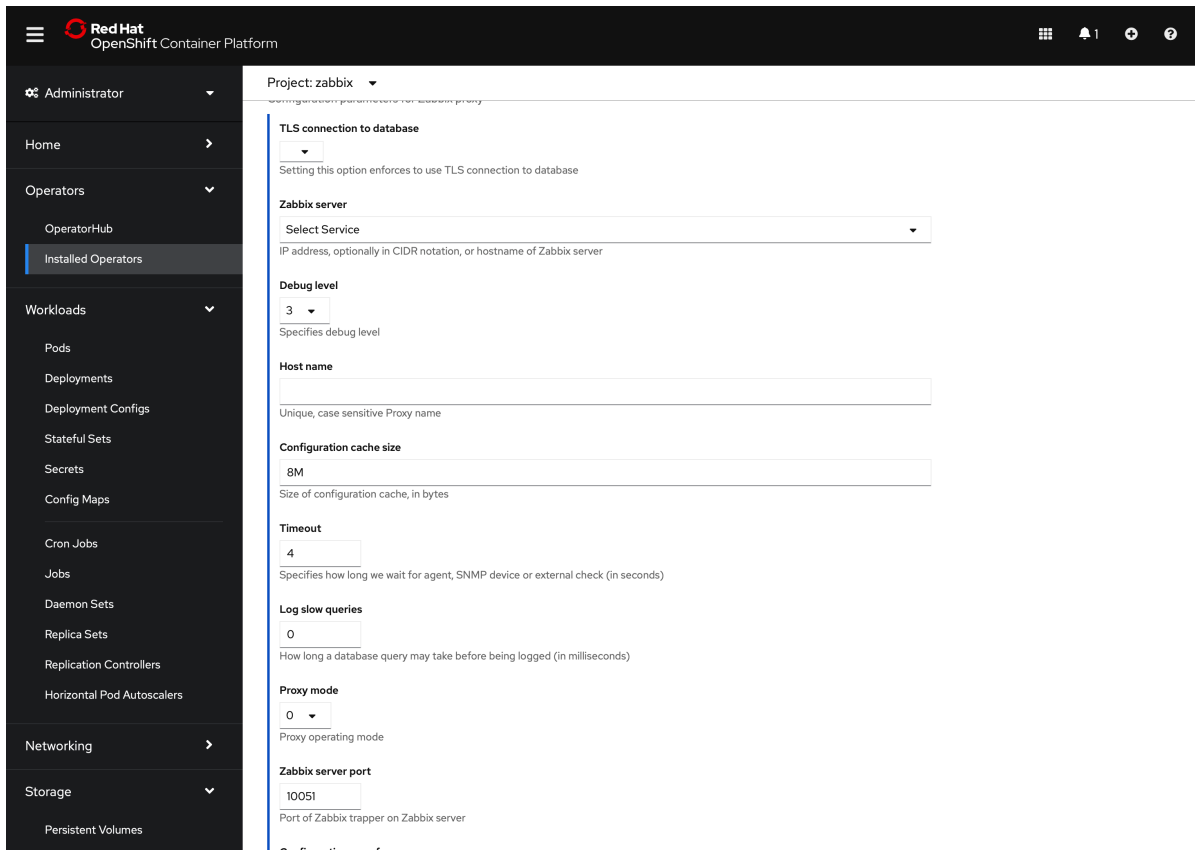 Red Hat
OpenShift Container Platform
1
Administrator
Home
Operators
OperatorHub
Installed Operators
Workloads
Pods
Deployments
Deployment Configs
Stateful Sets
Secrets
Config Maps
Cron Jobs
Jobs
Daemon Sets
Replica Sets
Replication Controllers
Horizontal Pod Autoscalers
Networking
Storage
Persistent Volumes
Project: zabbix
Configuration parameters for Zabbix proxy
TLS connection to database
Setting this option enforces to use TLS connection to database
Zabbix server
Select Service
IP address, optionally in CIDR notation, or hostname of Zabbix server
Debug level
3
Specifies debug level
Host name
Unique, case sensitive Proxy name
Configuration cache size
8M
Size of configuration cache, in bytes
Timeout
4
Specifies how long we wait for agent, SNMP device or external check (in seconds)
Log slow queries
0
How long a database query may take before being logged (in milliseconds)
Proxy mode
0
Proxy operating mode
Zabbix server port
10051
Port of Zabbix trapper on Zabbix server